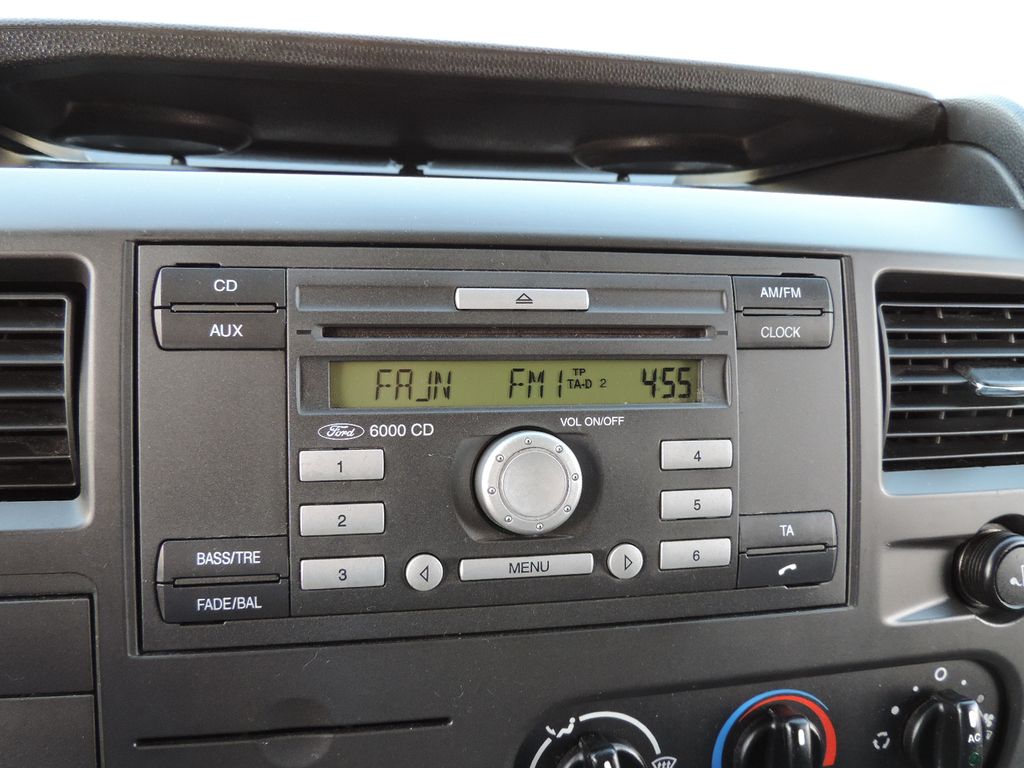 CD
AM/FM
AUX
CLOCK
FAJN FM1 TP TA-D 2 455
Ford 6000 CD
VOL ON/OFF
1
4
2
5
3
6
MENU
BASS/TRE
TA
FADE/BAL
AC